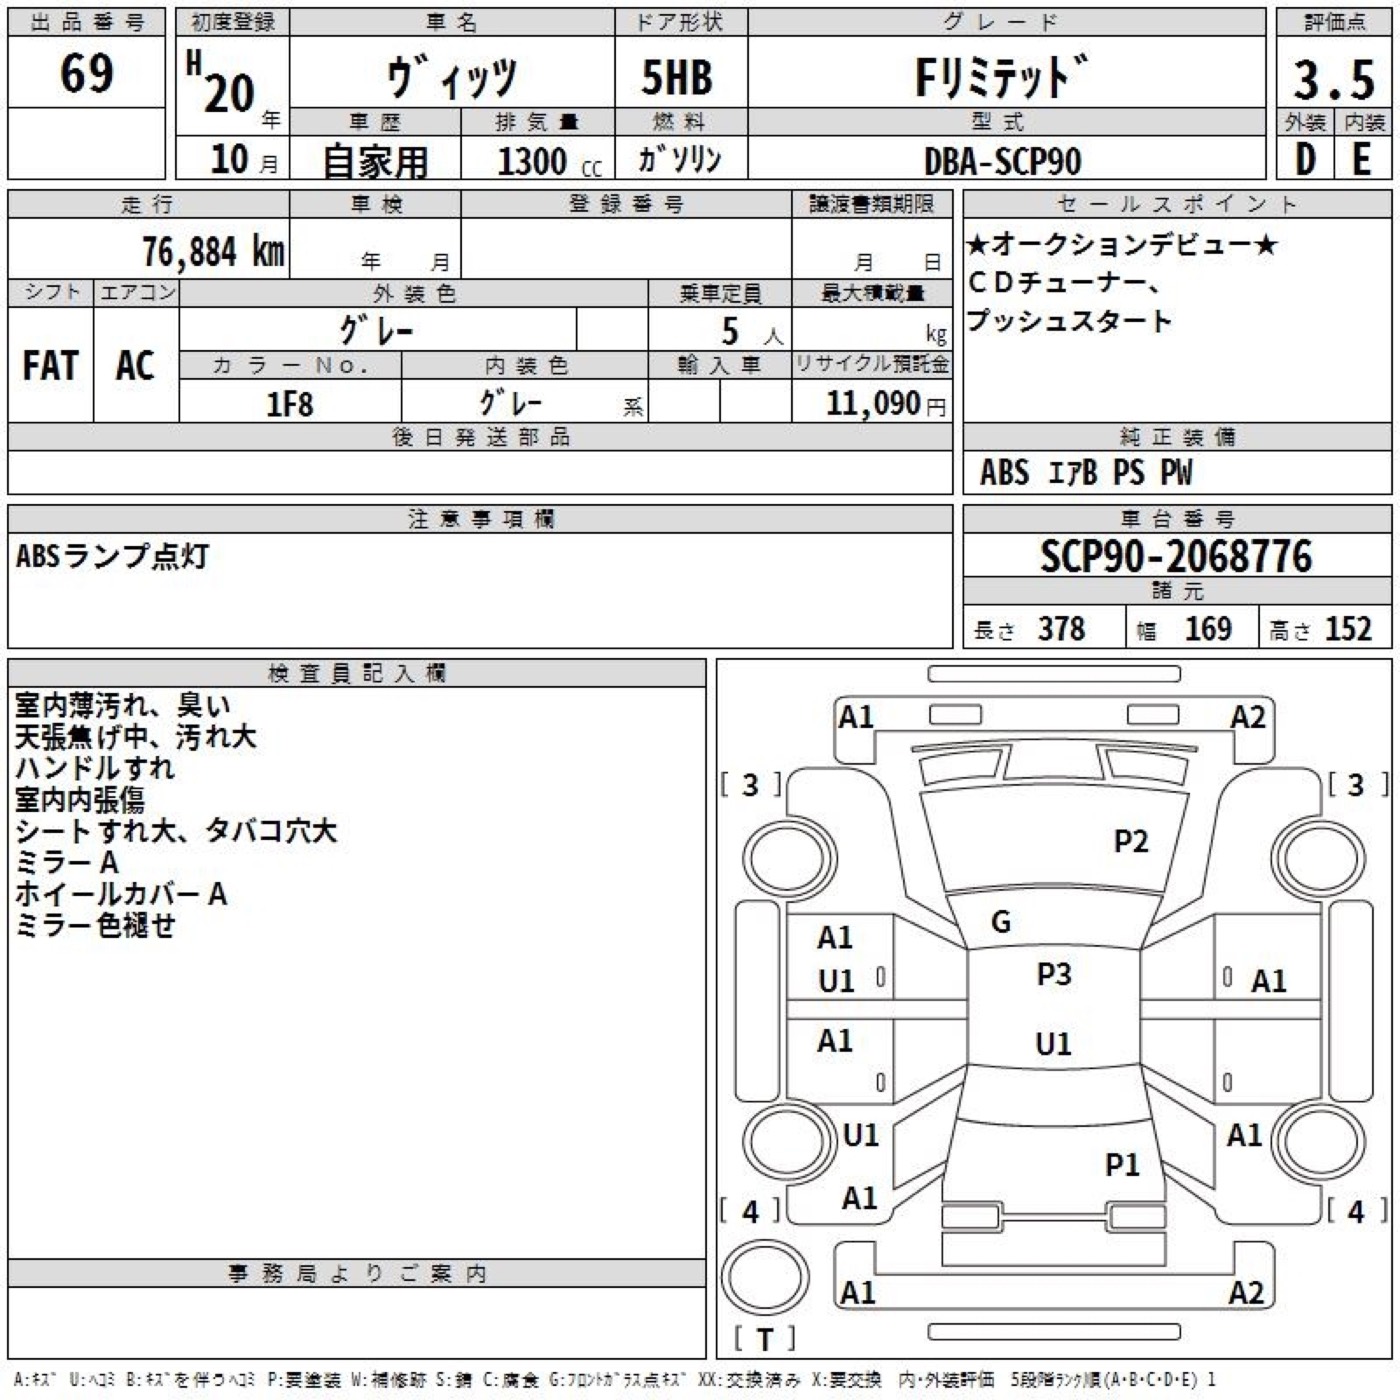 出品番号
69
初度登録
H20年
10月
車名
ヴィッツ
ドア形状
5HB
グレード
Fリミテッド
評価点
3.5
車歴
自家用
排気量
1300 cc
燃料
ガソリン
型式
DBA-SCP90
外装 内装
D E
走行
76,884 km
車検
年 月
登録番号
譲渡書類期限
月 日
シフト
FAT
エアコン
AC
外装色
グレー
乗車定員
5人
最大積載量
kg
カラーNo.
1F8
内装色
グレー 系
輸入車
リサイクル預託金
11,090円
後日発送部品
セールスポイント
★オークションデビュー★
CDチューナー、
プッシュスタート
純正装備
ABS エアB PS PW
注意事項欄
ABSランプ点灯
車台番号
SCP90-2068776
諸元
長さ 378 幅 169 高さ 152
検査員記入欄
室内薄汚れ、臭い
天張焦げ中、汚れ大
ハンドルすれ
室内内張傷
シートすれ大、タバコ穴大
ミラーA
ホイールカバーA
ミラー色褪せ
事務局よりご案内
A1 A2
[ 3 ] [ 3 ]
P2
G
A1
P3
U1 A1
A1 U1
U1 A1
P1
A1
[ 4 ] [ 4 ]
A1 A2
[ T ]
A:キズ U:ヘコミ B:キズを伴うヘコミ P:要塗装 W:補修跡 S:錆 C:腐食 G:フロントガラス点キズ XX:交換済み X:要交換 内・外装評価 5段階ランク順(A・B・C・D・E) 1